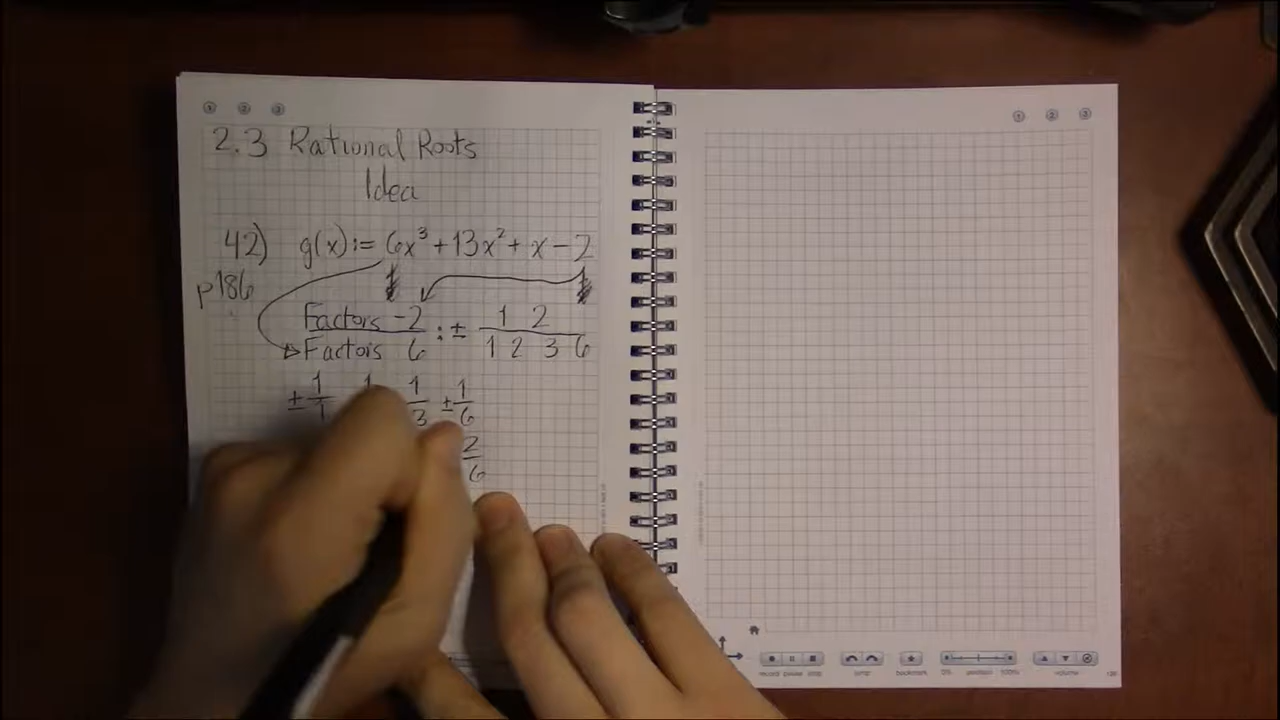 2.3 Rational Roots
Idea
42) g(x):= 6x³ + 13x² + x - 2
p186
Factors -2 : ± 1 2
Factors 6 1 2 3 6
± 1/1 1 1/3 ± 1/6
2/6